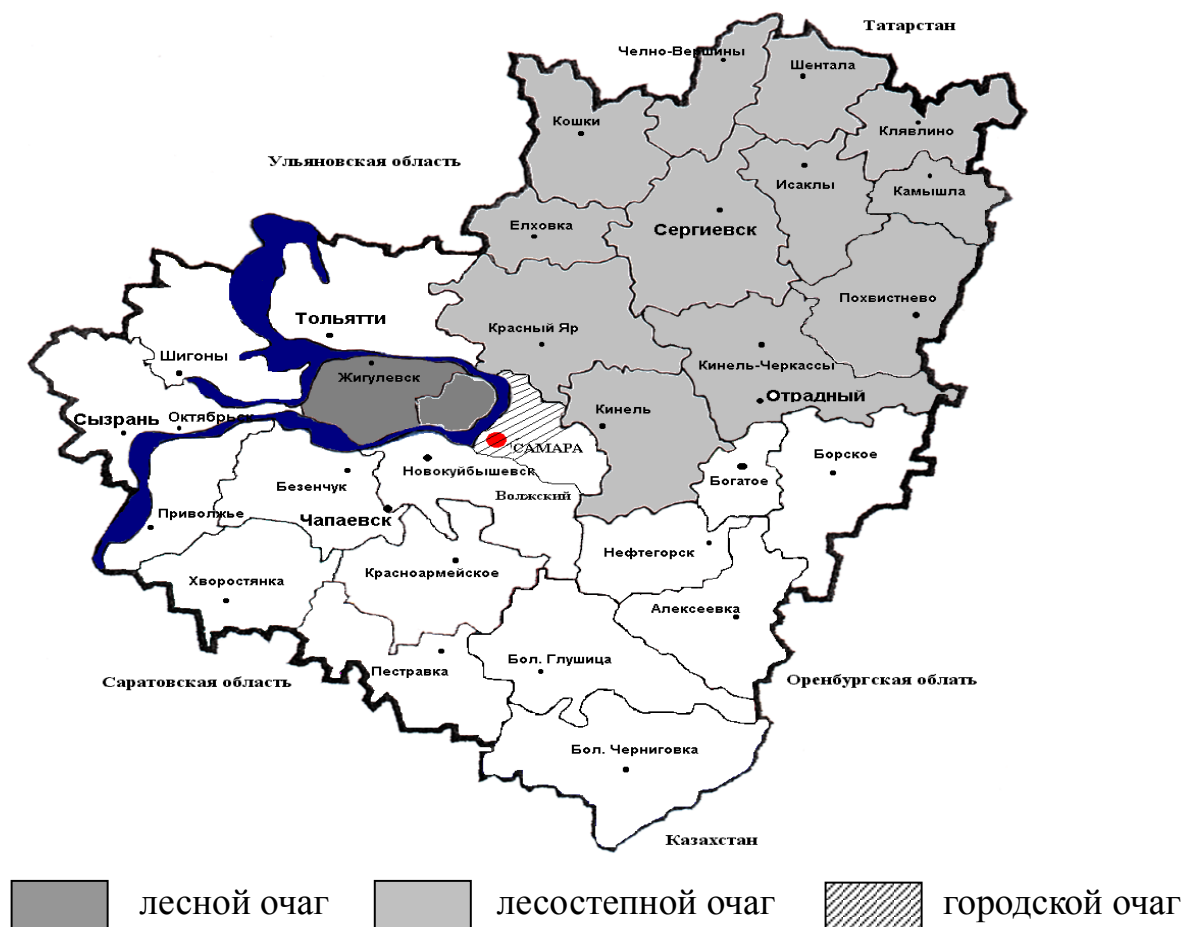 Татарстан
Челно-Вершины
Шентала
Кошки
Клявлино
Ульяновская область
Исаклы
Камышла
Елховка
Сергиевск
Похвистнево
Тольятти
Красный Яр
Шигоны
Кинель-Черкассы
Жигулевск
Отрадный
Кинель
Сызрань
Октябрьск
САМАРА
Борское
Новокуйбышевск
Богатое
Безенчук
Волжский
Приволжье
Чапаевск
Нефтегорск
Красноармейское
Хворостянка
Алексеевка
Бол. Глушица
Пестравка
Саратовская область
Оренбургская облать
Бол. Черниговка
Казахстан
лесной очаг
лесостепной очаг
городской очаг